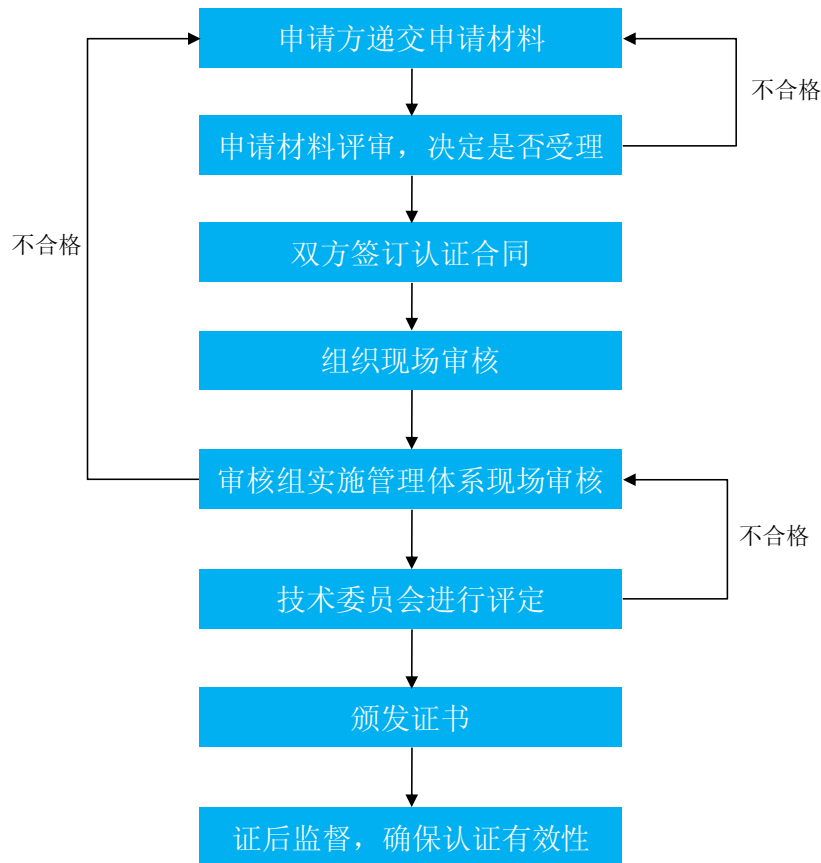 申请方递交申请材料
不合格
申请材料评审，决定是否受理
不合格
双方签订认证合同
组织现场审核
审核组实施管理体系现场审核
不合格
技术委员会进行评定
颁发证书
证后监督，确保认证有效性